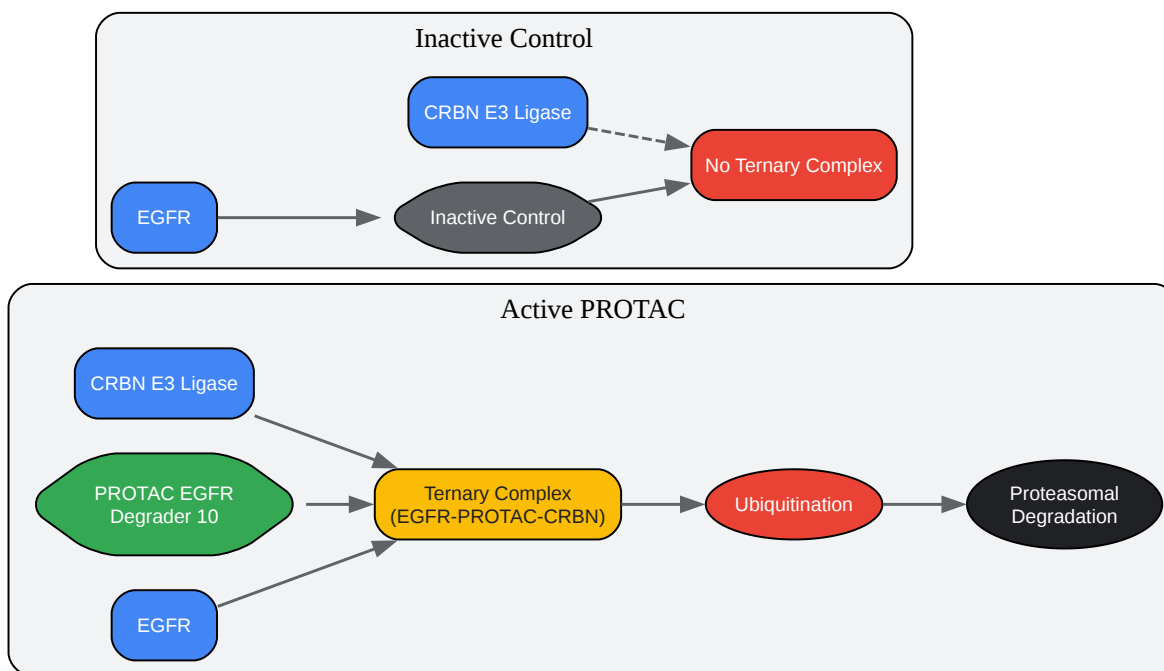 Inactive Control
CRBN E3 Ligase
No Ternary Complex
EGFR
Inactive Control
Active PROTAC
CRBN E3 Ligase
PROTAC EGFR
Degrader 10
Ternary Complex
(EGFR-PROTAC-CRBN)
Ubiquitination
Proteasomal
Degradation
EGFR